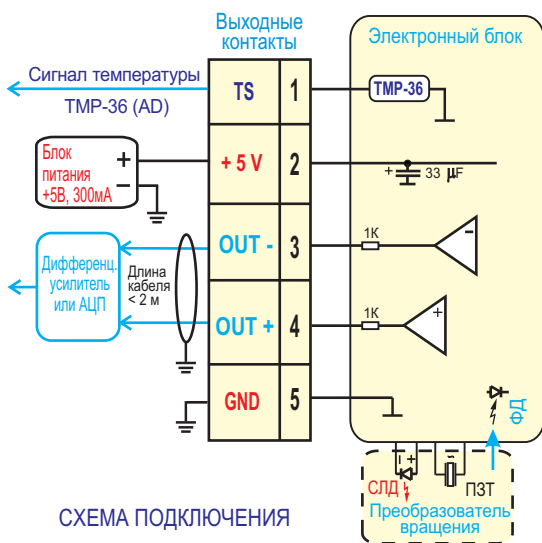 Выходные
контакты
Электронный блок
Сигнал температуры
TMP-36 (AD)
TS
1
TMP-36
Блок
питания
+5В, 300мА
+
−
+ 5 V
2
+
33 µF
Дифференц.
усилитель
или АЦП
Длина
кабеля
< 2 м
OUT -
3
1К
-
OUT +
4
1К
+
GND
5
ФД
− +
~
СЛД
ПЗТ
Преобразователь
вращения
СХЕМА ПОДКЛЮЧЕНИЯ